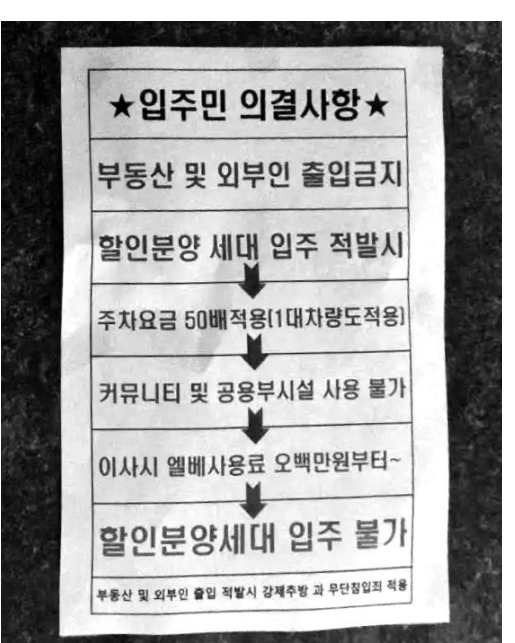 ★입주민 의결사항★
부동산 및 외부인 출입금지
할인분양 세대 입주 적발시
주차요금 50배적용(1대차량도적용)
커뮤니티 및 공용부시설 사용 불가
이사시 엘베사용료 오백만원부터~
할인분양세대 입주 불가
부동산 및 외부인 출입 적발시 강제추방 과 무단침입죄 적용